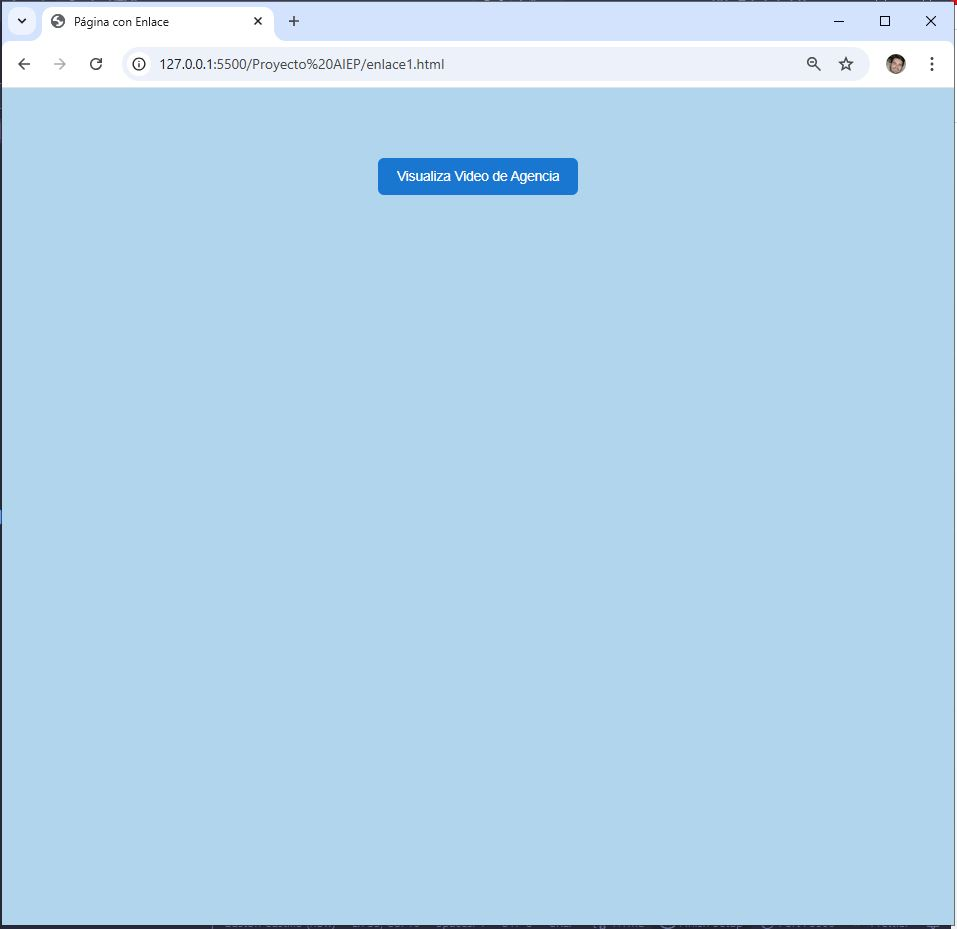 Página con Enlace
127.0.0.1:5500/Proyecto%20AIEP/enlace1.html
Visualiza Video de Agencia